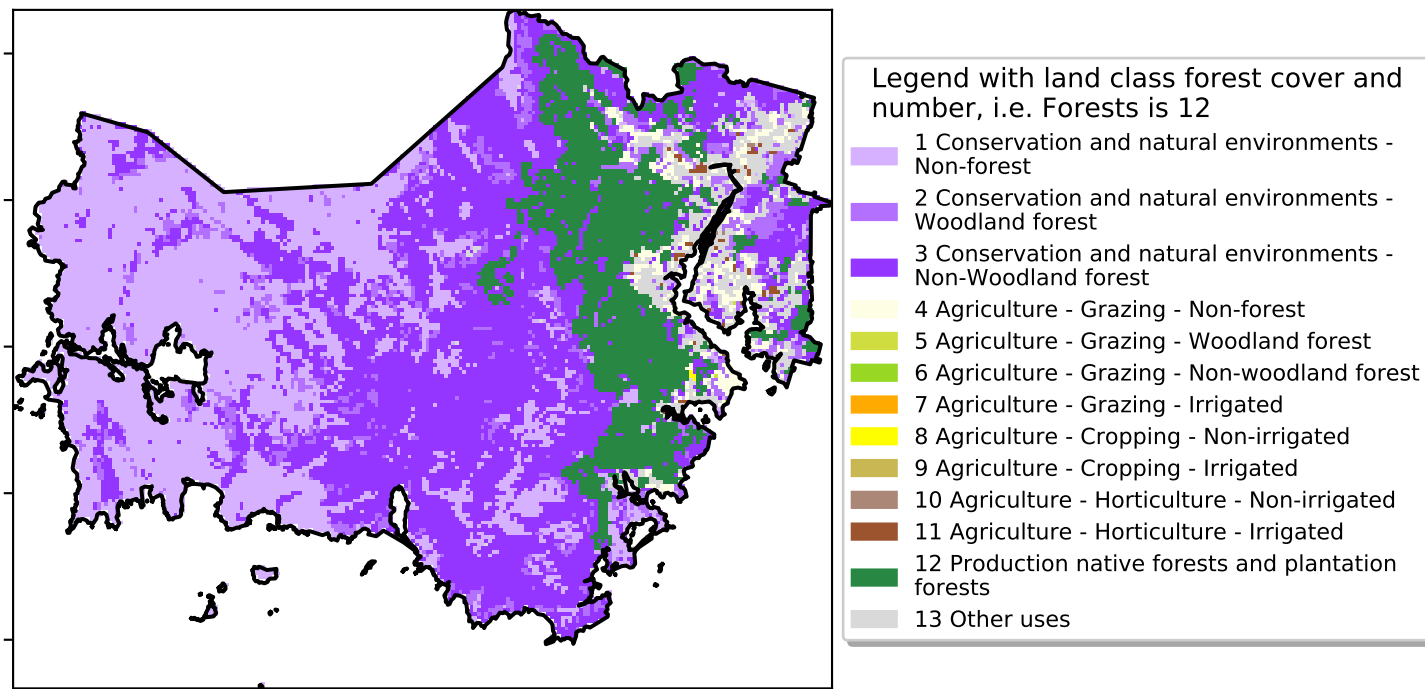 Legend with land class forest cover and
number, i.e. Forests is 12
1 Conservation and natural environments -
Non-forest
2 Conservation and natural environments -
Woodland forest
3 Conservation and natural environments -
Non-Woodland forest
4 Agriculture - Grazing - Non-forest
5 Agriculture - Grazing - Woodland forest
6 Agriculture - Grazing - Non-woodland forest
7 Agriculture - Grazing - Irrigated
8 Agriculture - Cropping - Non-irrigated
9 Agriculture - Cropping - Irrigated
10 Agriculture - Horticulture - Non-irrigated
11 Agriculture - Horticulture - Irrigated
12 Production native forests and plantation
forests
13 Other uses